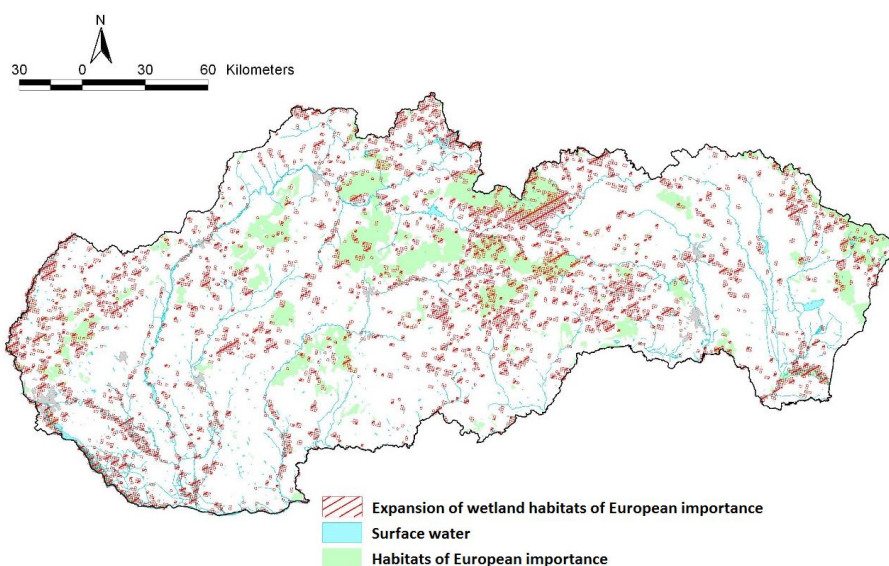 N
30 0 30 60 Kilometers
Expansion of wetland habitats of European importance
Surface water
Habitats of European importance